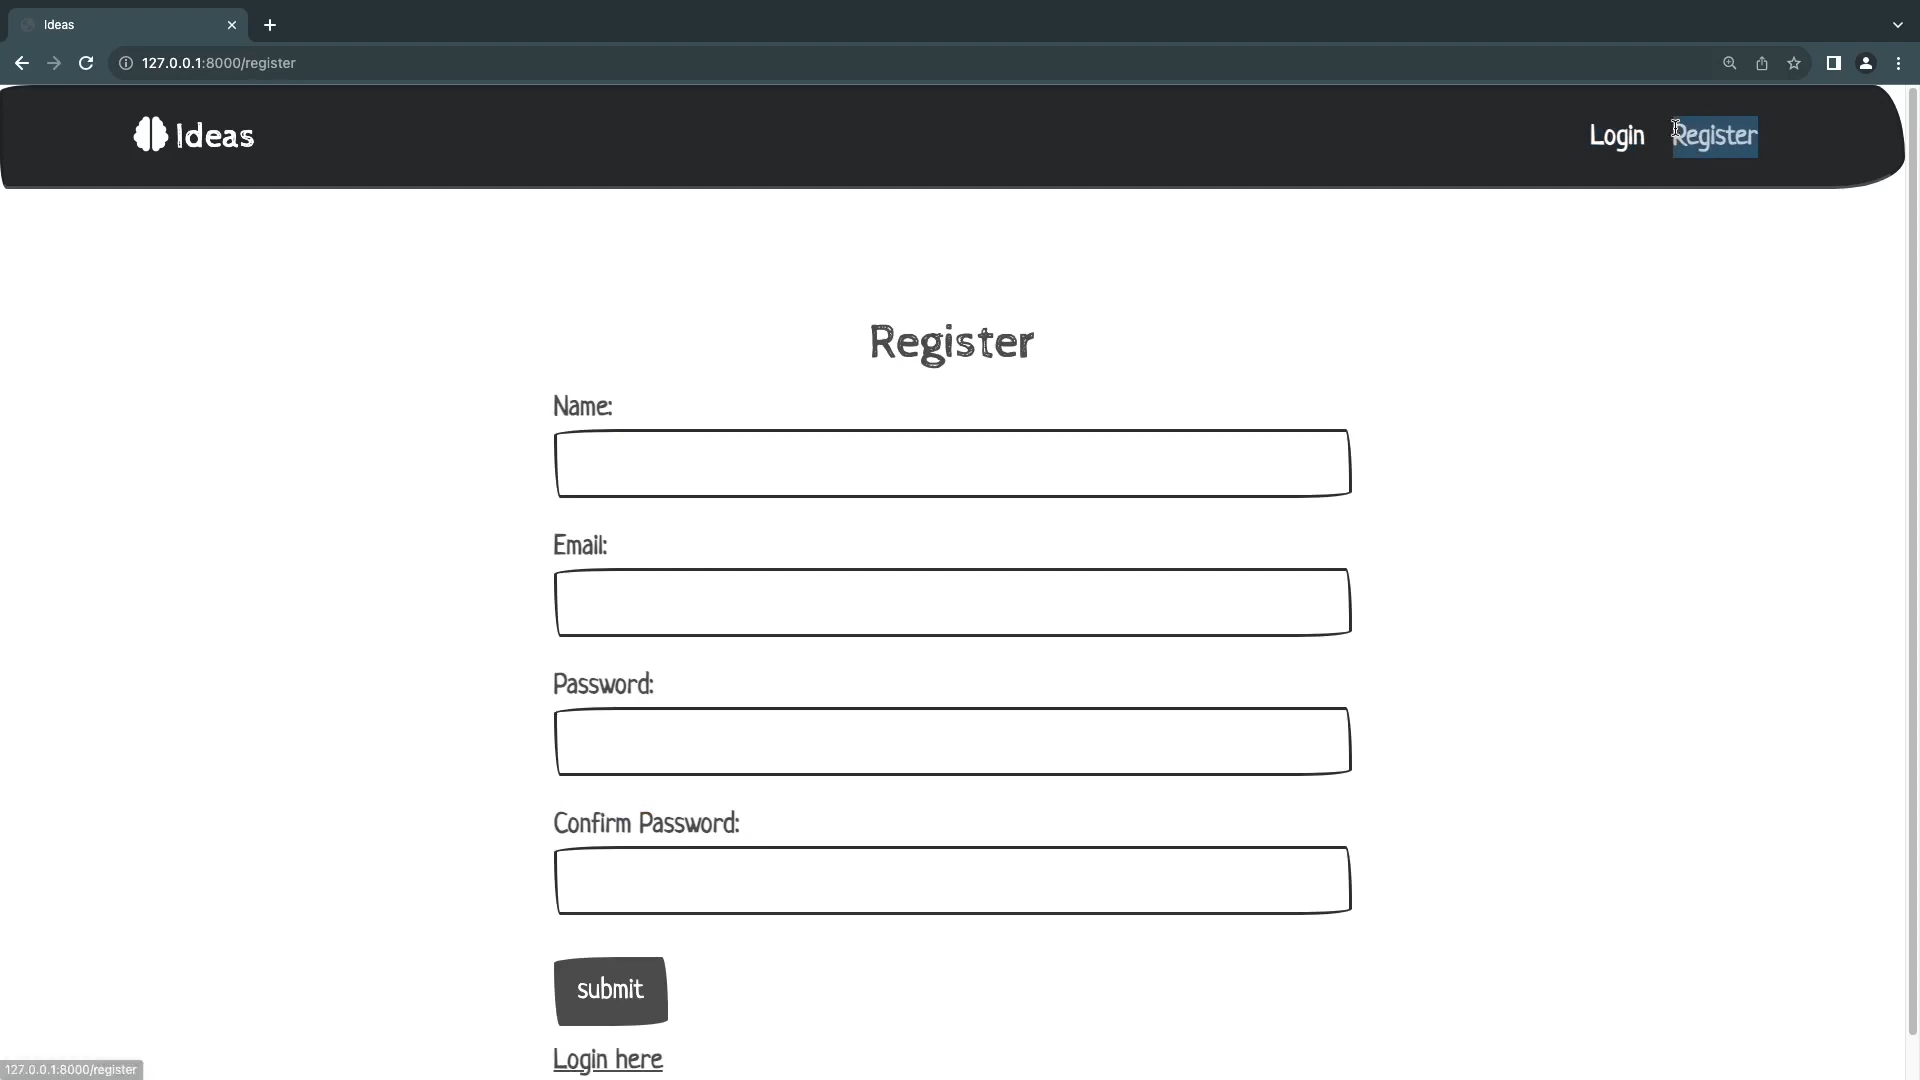 Ideas
127.0.0.1:8000/register
Ideas
Login
Register
Register
Name:
Email:
Password:
Confirm Password:
submit
Login here
127.0.0.1:8000/register